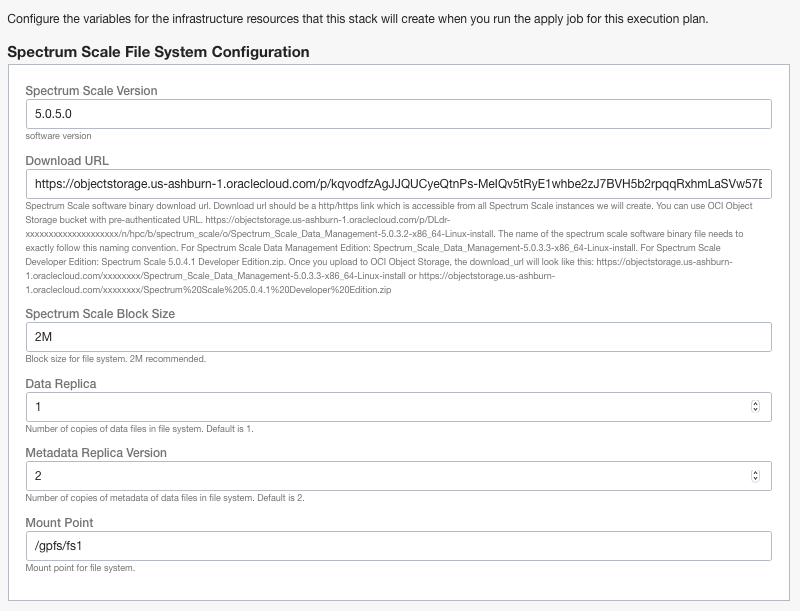 Configure the variables for the infrastructure resources that this stack will create when you run the apply job for this execution plan.
Spectrum Scale File System Configuration
Spectrum Scale Version
5.0.5.0
software version
Download URL
https://objectstorage.us-ashburn-1.oraclecloud.com/p/kqvodfzAgJJQUCyeQtnPs-MelQv5tRyE1whbe2zJ7BVH5b2rpqqRxhmLaSVw57E
Spectrum Scale software binary download url. Download url should be a http/https link which is accessible from all Spectrum Scale instances we will create. You can use OCI Object
Storage bucket with pre-authenticated URL. https://objectstorage.us-ashburn-1.oraclecloud.com/p/DLdr-
xxxxxxxxxxxxxxxxxxxx/n/hpc/b/spectrum_scale/o/Spectrum_Scale_Data_Management-5.0.3.2-x86_64-Linux-install. The name of the spectrum scale software binary file needs to
exactly follow this naming convention. For Spectrum Scale Data Management Edition: Spectrum_Scale_Data_Management-5.0.3.3-x86_64-Linux-install. For Spectrum Scale
Developer Edition: Spectrum Scale 5.0.4.1 Developer Edition.zip. Once you upload to OCI Object Storage, the download_url will look like this: https://objectstorage.us-ashburn-
1.oraclecloud.com/xxxxxxxx/Spectrum_Scale_Data_Management-5.0.3.3-x86_64-Linux-install or https://objectstorage.us-ashburn-
1.oraclecloud.com/xxxxxxxx/Spectrum%20Scale%205.0.4.1%20Developer%20Edition.zip
Spectrum Scale Block Size
2M
Block size for file system. 2M recommended.
Data Replica
1
Number of copies of data files in file system. Default is 1.
Metadata Replica Version
2
Number of copies of metadata of data files in file system. Default is 2.
Mount Point
/gpfs/fs1
Mount point for file system.